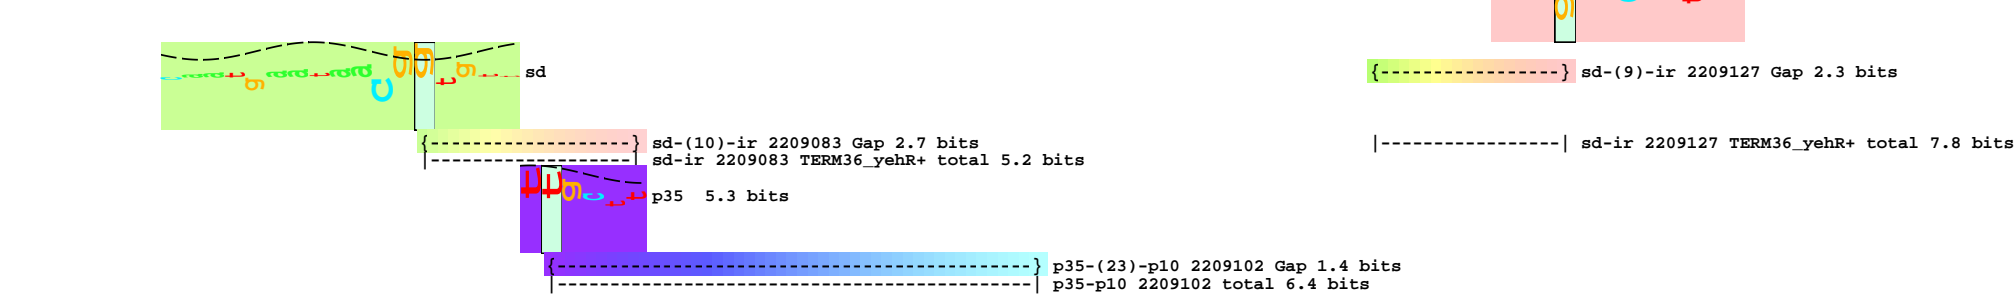 sd
{-----------------} sd-(9)-ir 2209127 Gap 2.3 bits
{-------------------} sd-(10)-ir 2209083 Gap 2.7 bits
|-----------------| sd-ir 2209127 TERM36_yehR+ total 7.8 bits
|-------------------| sd-ir 2209083 TERM36_yehR+ total 5.2 bits
p35 5.3 bits
{---------------------------------------------} p35-(23)-p10 2209102 Gap 1.4 bits
|---------------------------------------------| p35-p10 2209102 total 6.4 bits